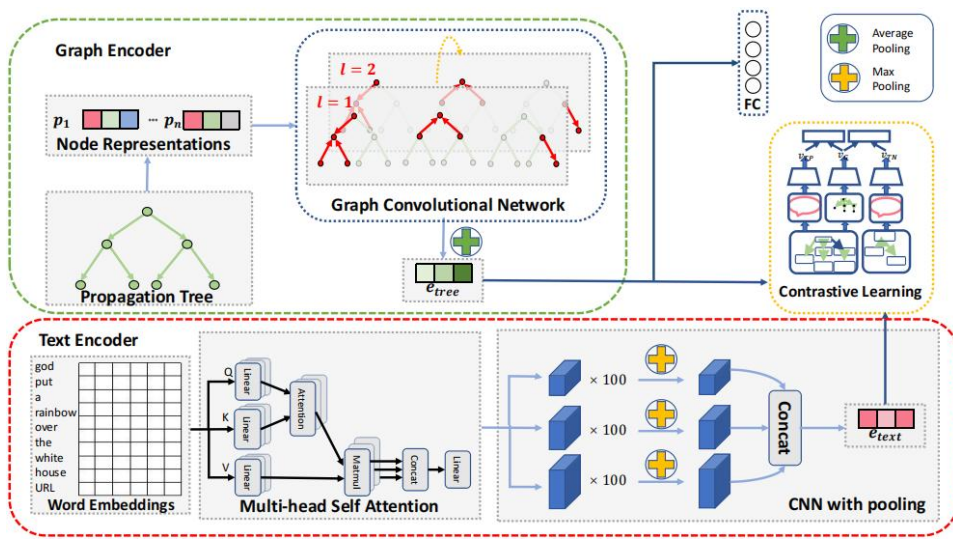 Graph Encoder
l = 2
l = 1
p₁ ... pₙ
Node Representations
Graph Convolutional Network
Propagation Tree
e_tree
FC
Average
Pooling
Max
Pooling
Contrastive Learning
Text Encoder
god
put
a
rainbow
over
the
white
house
URL
Word Embeddings
Q
K
V
Linear
Linear
Linear
Attention
Matmul
Concat
Linear
Multi-head Self Attention
× 100
× 100
× 100
Concat
e_text
CNN with pooling